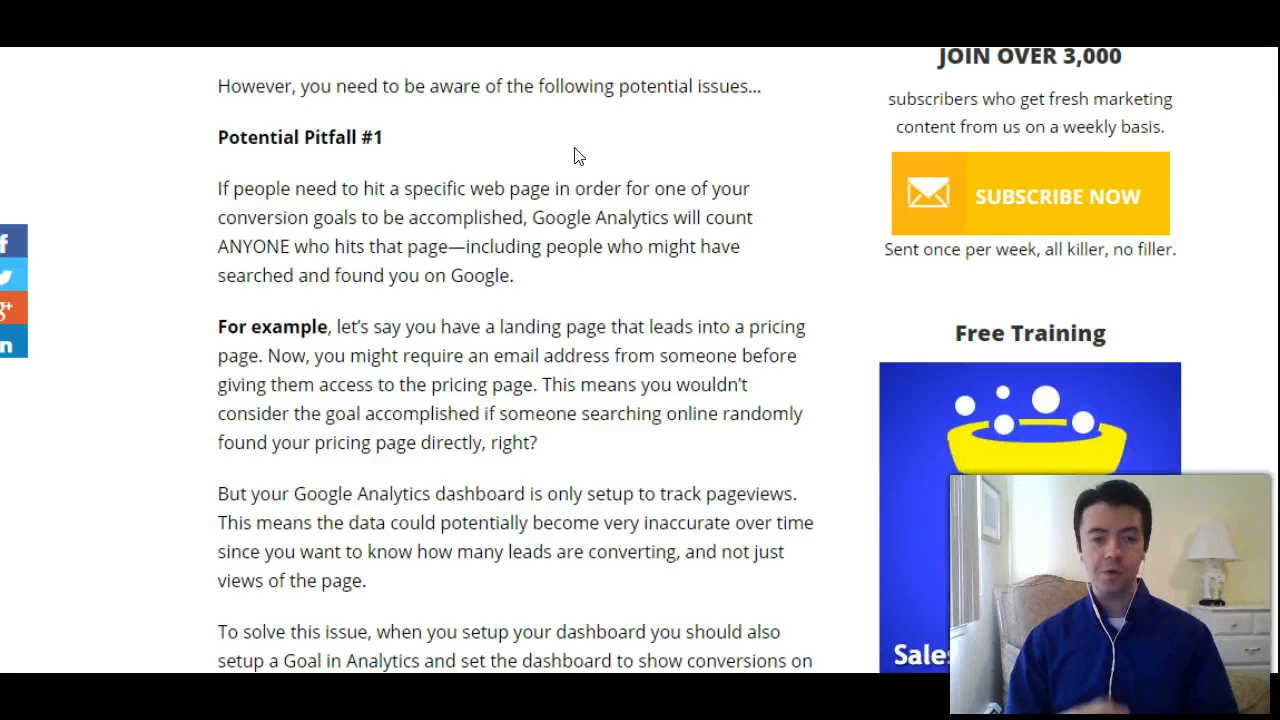 However, you need to be aware of the following potential issues...
Potential Pitfall #1
If people need to hit a specific web page in order for one of your
conversion goals to be accomplished, Google Analytics will count
ANYONE who hits that page—including people who might have
searched and found you on Google.
For example, let’s say you have a landing page that leads into a pricing
page. Now, you might require an email address from someone before
giving them access to the pricing page. This means you wouldn’t
consider the goal accomplished if someone searching online randomly
found your pricing page directly, right?
But your Google Analytics dashboard is only setup to track pageviews.
This means the data could potentially become very inaccurate over time
since you want to know how many leads are converting, and not just
views of the page.
To solve this issue, when you setup your dashboard you should also
setup a Goal in Analytics and set the dashboard to show conversions on
JOIN OVER 3,000
subscribers who get fresh marketing
content from us on a weekly basis.
SUBSCRIBE NOW
Sent once per week, all killer, no filler.
Free Training
Sales